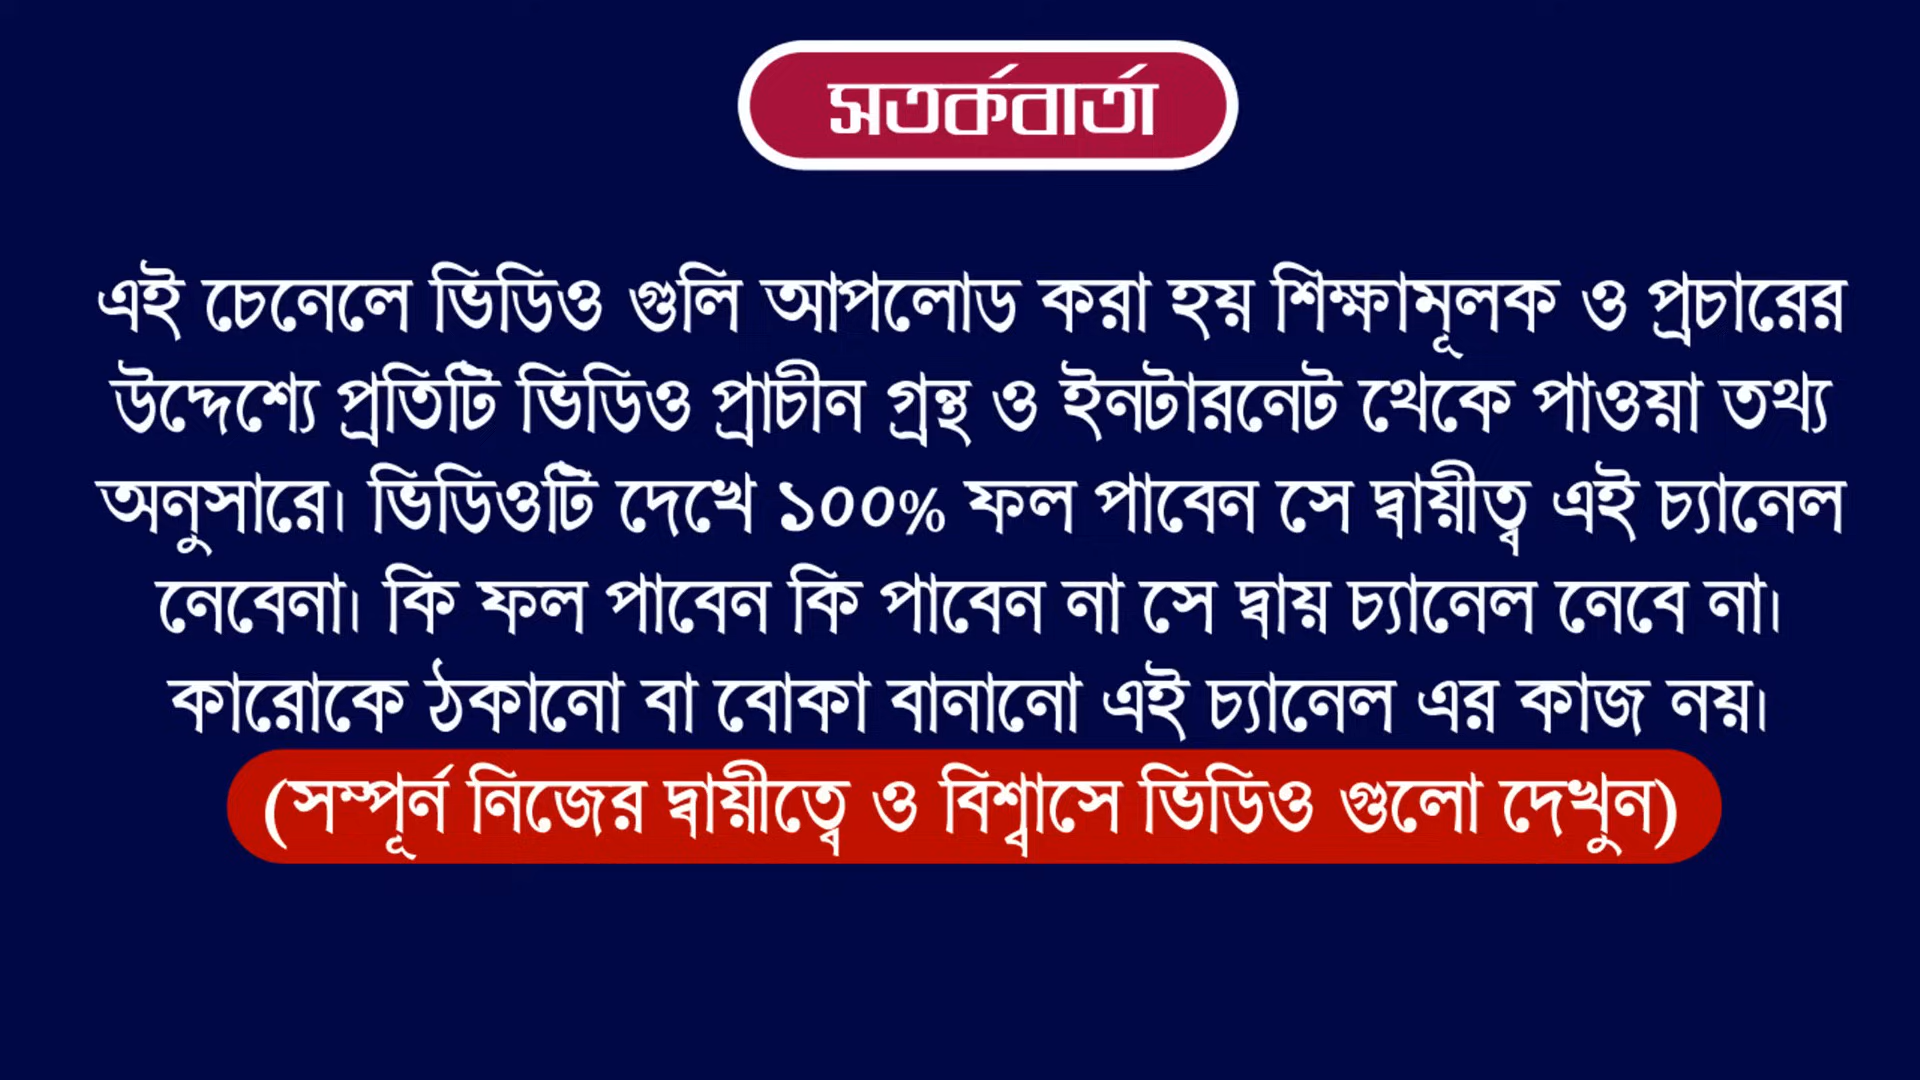 সতর্কবার্তা
এই চেনেলে ভিডিও গুলি আপলোড করা হয় শিক্ষামূলক ও প্রচারের
উদ্দেশ্যে প্রতিটি ভিডিও প্রাচীন গ্রন্থ ও ইনটারনেট থেকে পাওয়া তথ্য
অনুসারে। ভিডিওটি দেখে ১০০% ফল পাবেন সে দ্বায়ীত্ব এই চ্যানেল
নেবেনা। কি ফল পাবেন কি পাবেন না সে দ্বায় চ্যানেল নেবে না।
কারোকে ঠকানো বা বোকা বানানো এই চ্যানেল এর কাজ নয়।
(সম্পূর্ন নিজের দ্বায়ীত্বে ও বিশ্বাসে ভিডিও গুলো দেখুন)